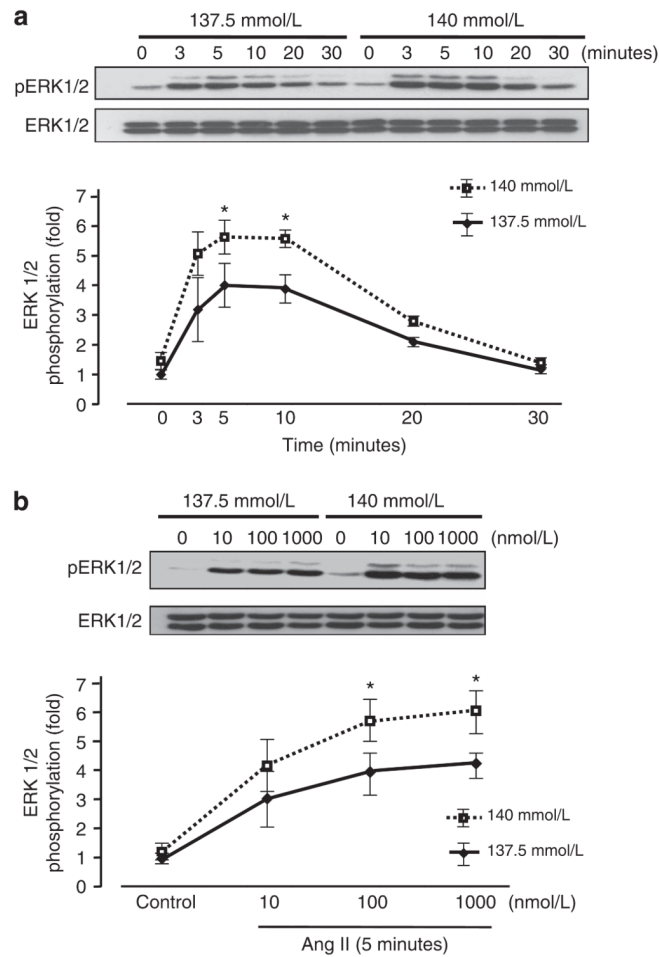 a
137.5 mmol/L 140 mmol/L
0 3 5 10 20 30 0 3 5 10 20 30 (minutes)
pERK1/2
ERK1/2
7
6
5
4
3
2
1
0
ERK 1/2
phosphorylation (fold)
* *
140 mmol/L
137.5 mmol/L
0 3 5 10 20 30
Time (minutes)
b
137.5 mmol/L 140 mmol/L
0 10 100 1000 0 10 100 1000 (nmol/L)
pERK1/2
ERK1/2
7
6
5
4
3
2
1
0
ERK 1/2
phosphorylation (fold)
* *
140 mmol/L
137.5 mmol/L
Control 10 100 1000 (nmol/L)
Ang II (5 minutes)